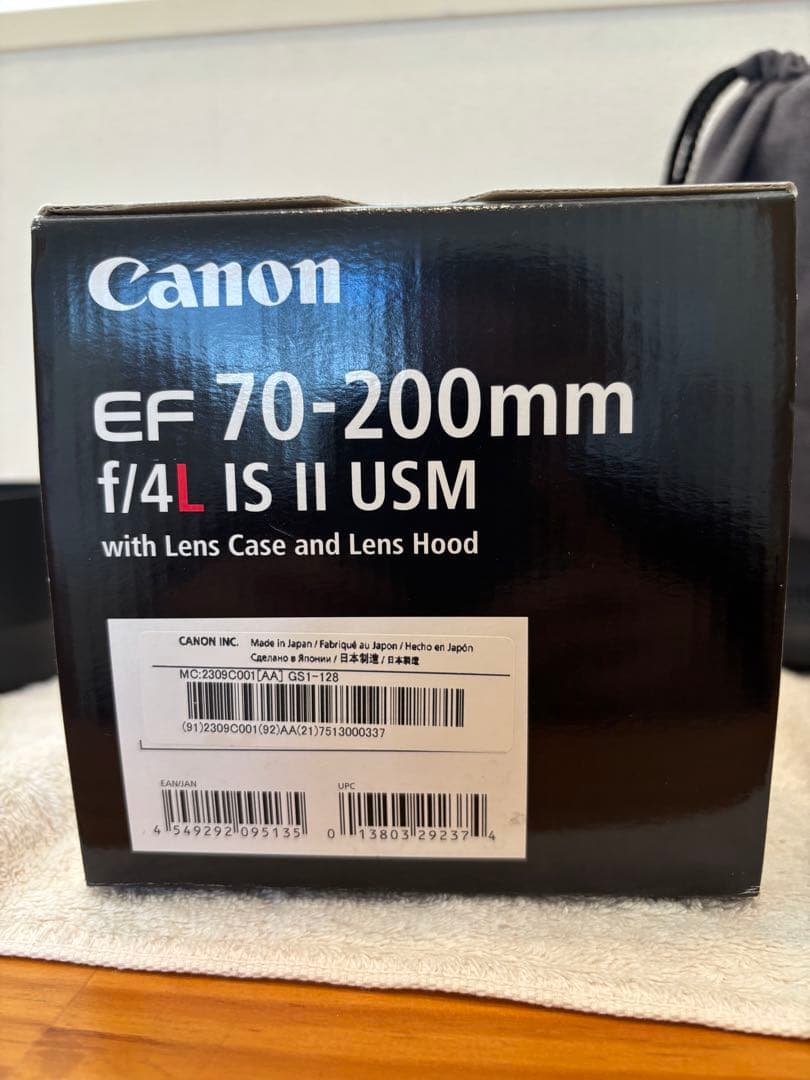 Canon
EF 70-200mm
f/4L IS II USM
with Lens Case and Lens Hood
CANON INC. Made in Japan / Fabriqué au Japon / Hecho en Japón
Сделано в Японии / 日本制造 / 日本製造
MC:2309C001[AA] GS1-128
(91)2309C001(92)AA(21)7513000337
EAN/JAN UPC
4 549292 095135 0 13803 29237 4